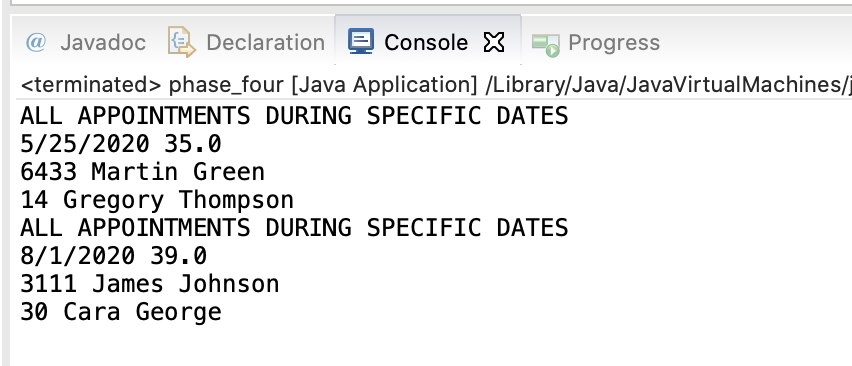 @ Javadoc Declaration Console Progress
<terminated> phase_four [Java Application] /Library/Java/JavaVirtualMachines/j
ALL APPOINTMENTS DURING SPECIFIC DATES
5/25/2020 35.0
6433 Martin Green
14 Gregory Thompson
ALL APPOINTMENTS DURING SPECIFIC DATES
8/1/2020 39.0
3111 James Johnson
30 Cara George